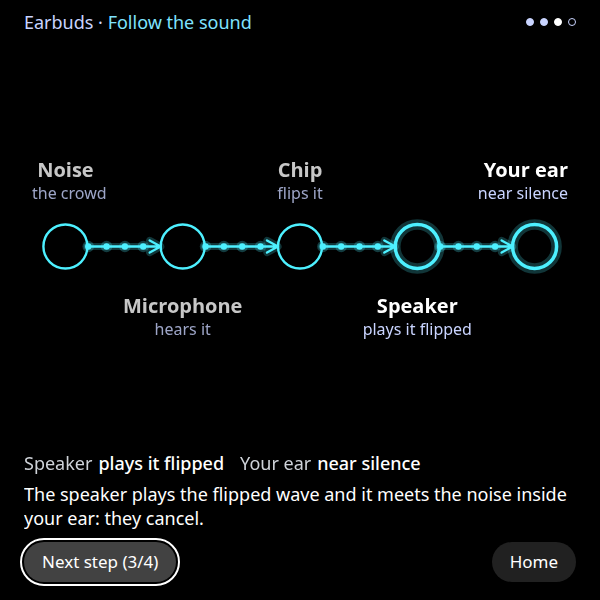 Earbuds · Follow the sound
Noise
the crowd
Chip
flips it
Your ear
near silence
Microphone
hears it
Speaker
plays it flipped
Speaker plays it flipped Your ear near silence
The speaker plays the flipped wave and it meets the noise inside
your ear: they cancel.
Next step (3/4)
Home